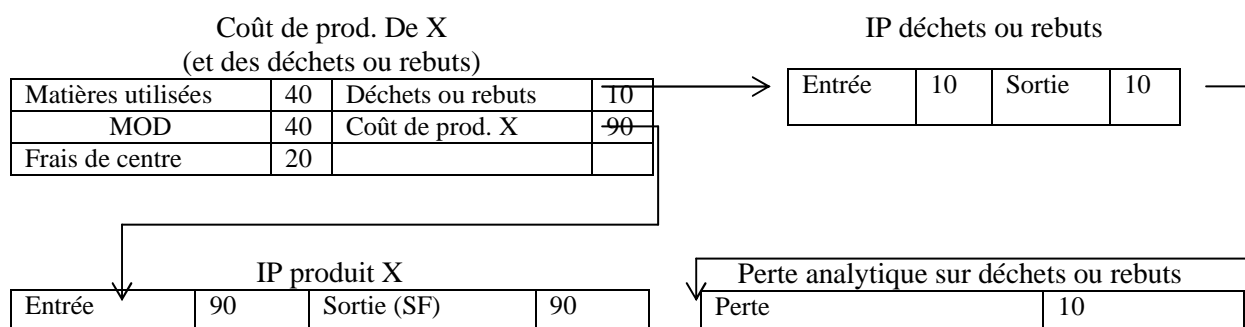 Coût de prod. De X
(et des déchets ou rebuts)
Matières utilisées 40 Déchets ou rebuts 10
MOD 40 Coût de prod. X 90
Frais de centre 20
IP déchets ou rebuts
Entrée 10 Sortie 10
IP produit X
Entrée 90 Sortie (SF) 90
Perte analytique sur déchets ou rebuts
Perte 10